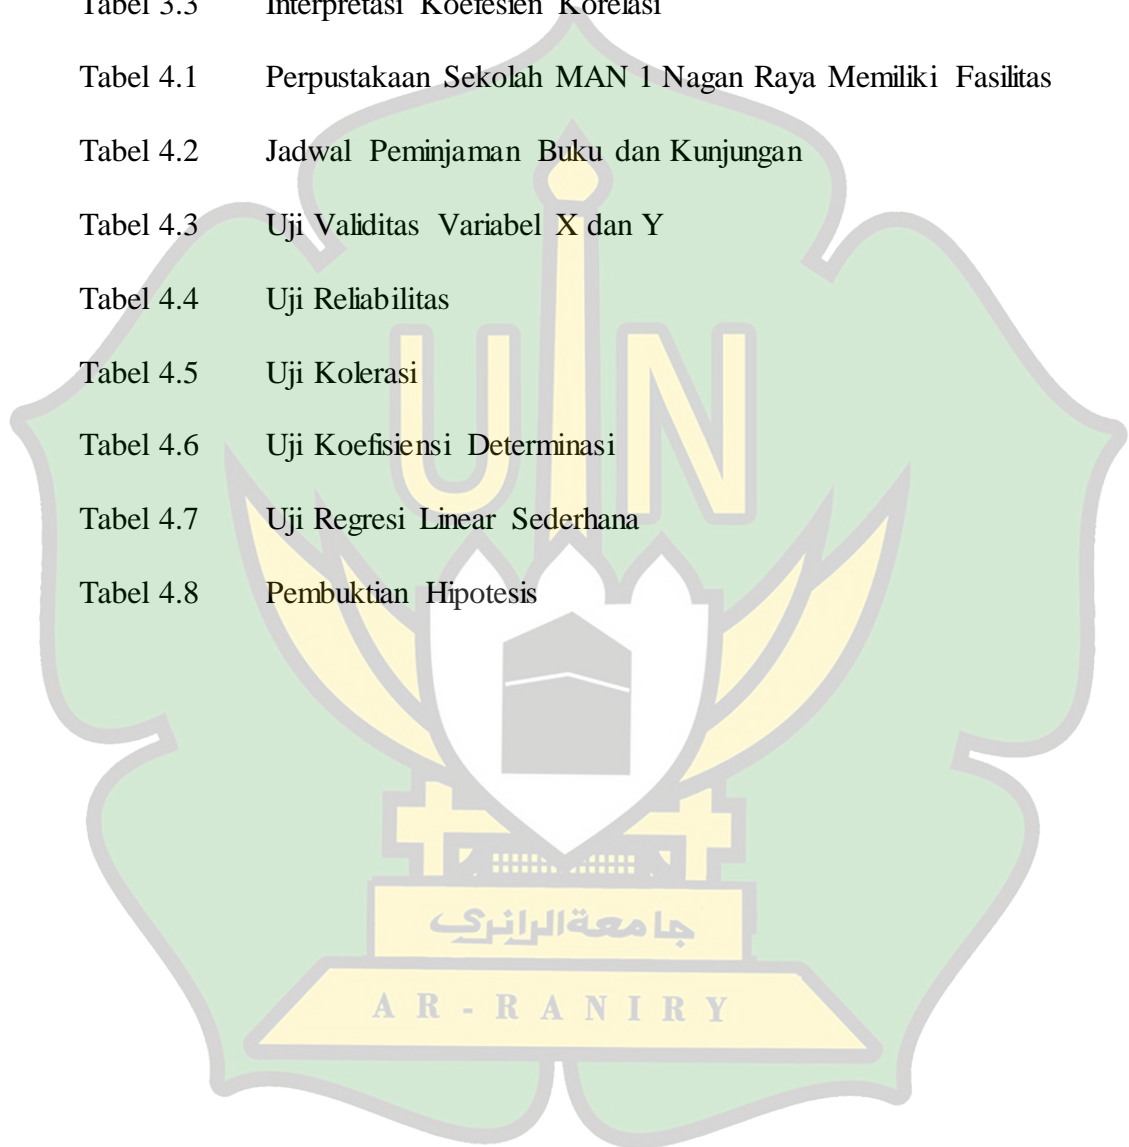 Tabel 3.3 Interpretasi Koefesien Korelasi
Tabel 4.1 Perpustakaan Sekolah MAN 1 Nagan Raya Memiliki Fasilitas
Tabel 4.2 Jadwal Peminjaman Buku dan Kunjungan
Tabel 4.3 Uji Validitas Variabel X dan Y
Tabel 4.4 Uji Reliabilitas
Tabel 4.5 Uji Kolerasi
Tabel 4.6 Uji Koefisiensi Determinasi
Tabel 4.7 Uji Regresi Linear Sederhana
Tabel 4.8 Pembuktian Hipotesis
UIN
جامعةالرانري
AR-RANIRY